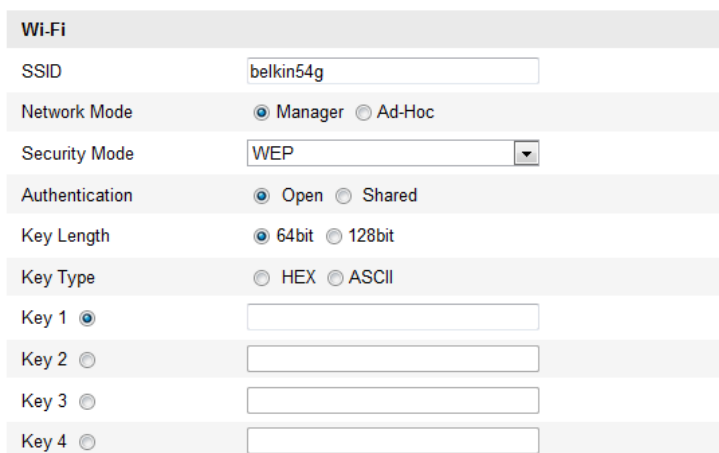 Wi-Fi
SSID belkin54g
Network Mode Manager Ad-Hoc
Security Mode WEP
Authentication Open Shared
Key Length 64bit 128bit
Key Type HEX ASCII
Key 1
Key 2
Key 3
Key 4